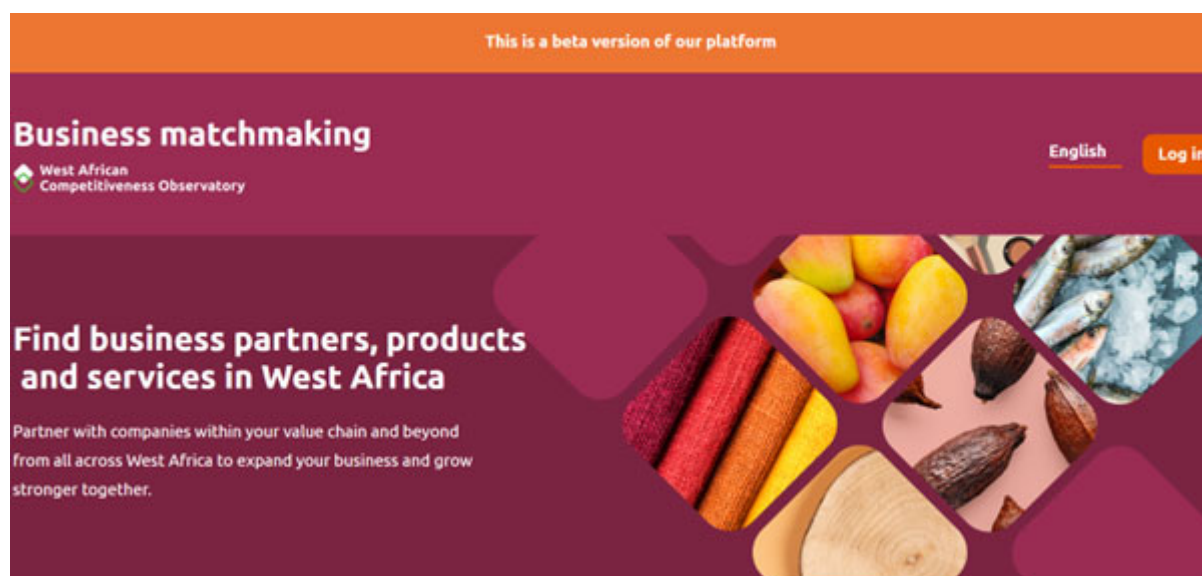 This is a beta version of our platform
Business matchmaking
West African
Competitiveness Observatory
English
Log in
Find business partners, products
and services in West Africa
Partner with companies within your value chain and beyond
from all across West Africa to expand your business and grow
stronger together.